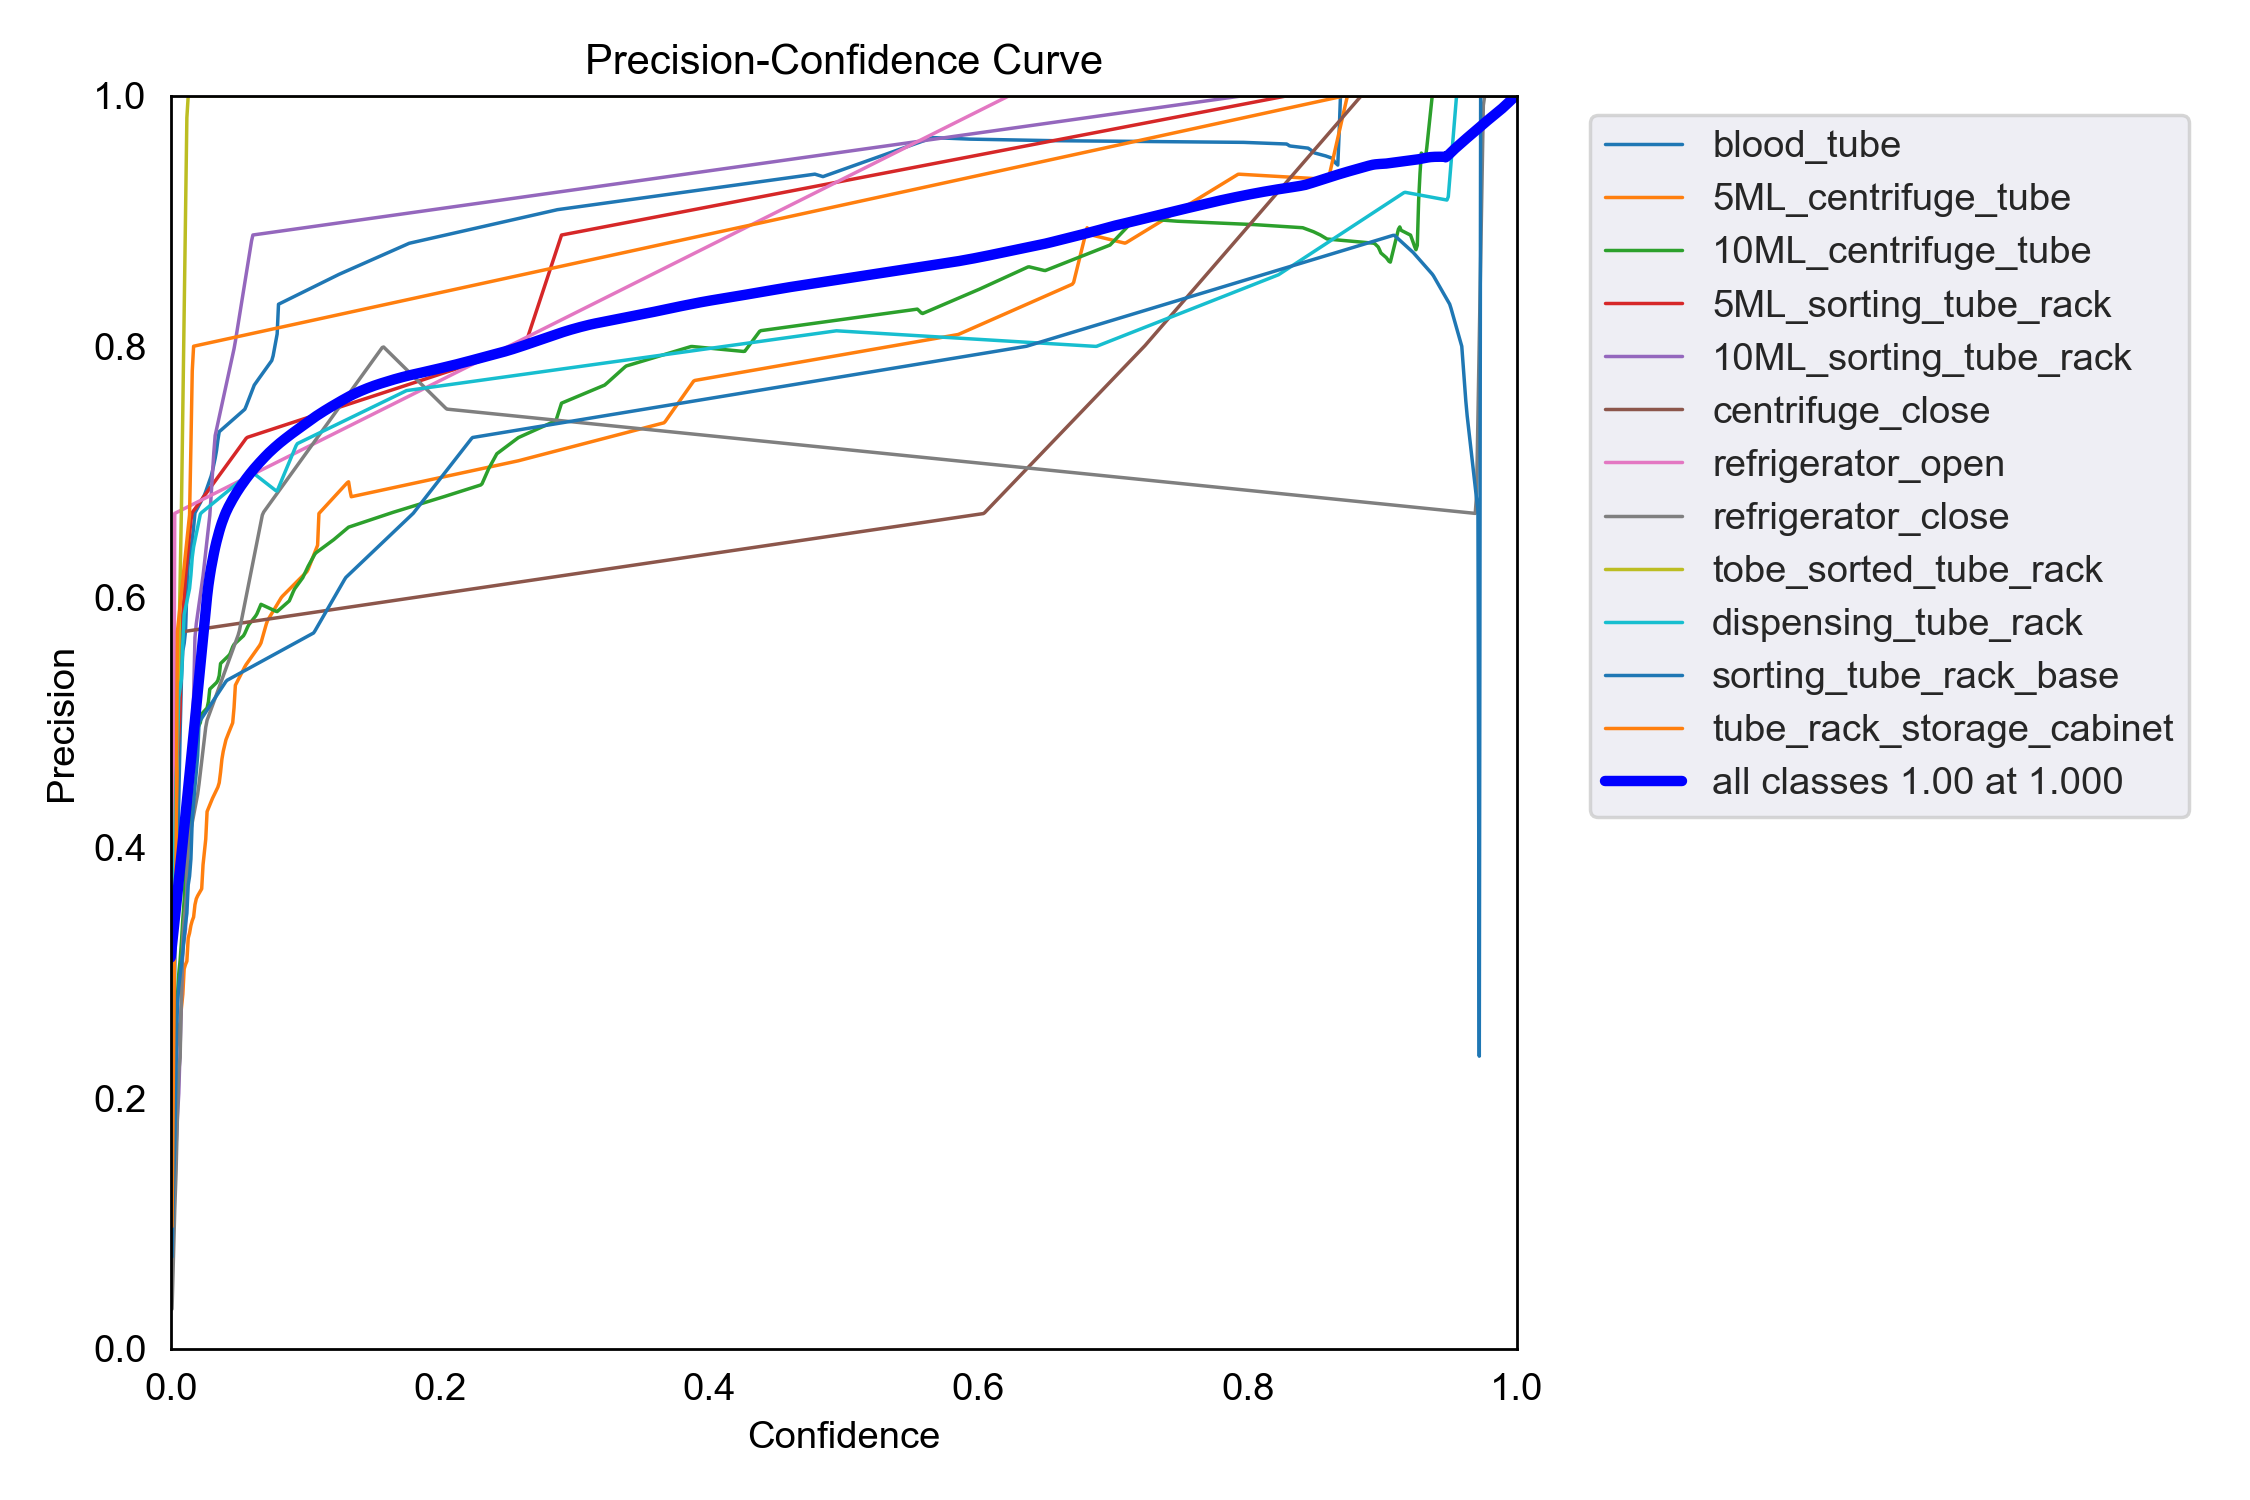 Precision-Confidence Curve
1.0
0.8
0.6
0.4
0.2
0.0
Precision
0.0 0.2 0.4 0.6 0.8 1.0
Confidence
blood_tube
5ML_centrifuge_tube
10ML_centrifuge_tube
5ML_sorting_tube_rack
10ML_sorting_tube_rack
centrifuge_close
refrigerator_open
refrigerator_close
tobe_sorted_tube_rack
dispensing_tube_rack
sorting_tube_rack_base
tube_rack_storage_cabinet
all classes 1.00 at 1.000